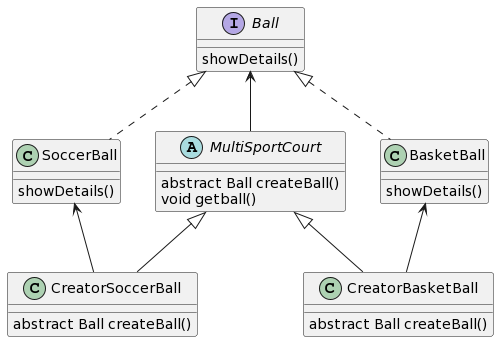 I Ball
showDetails()
C SoccerBall
showDetails()
A MultiSportCourt
abstract Ball createBall()
void getball()
C BasketBall
showDetails()
C CreatorSoccerBall
abstract Ball createBall()
C CreatorBasketBall
abstract Ball createBall()